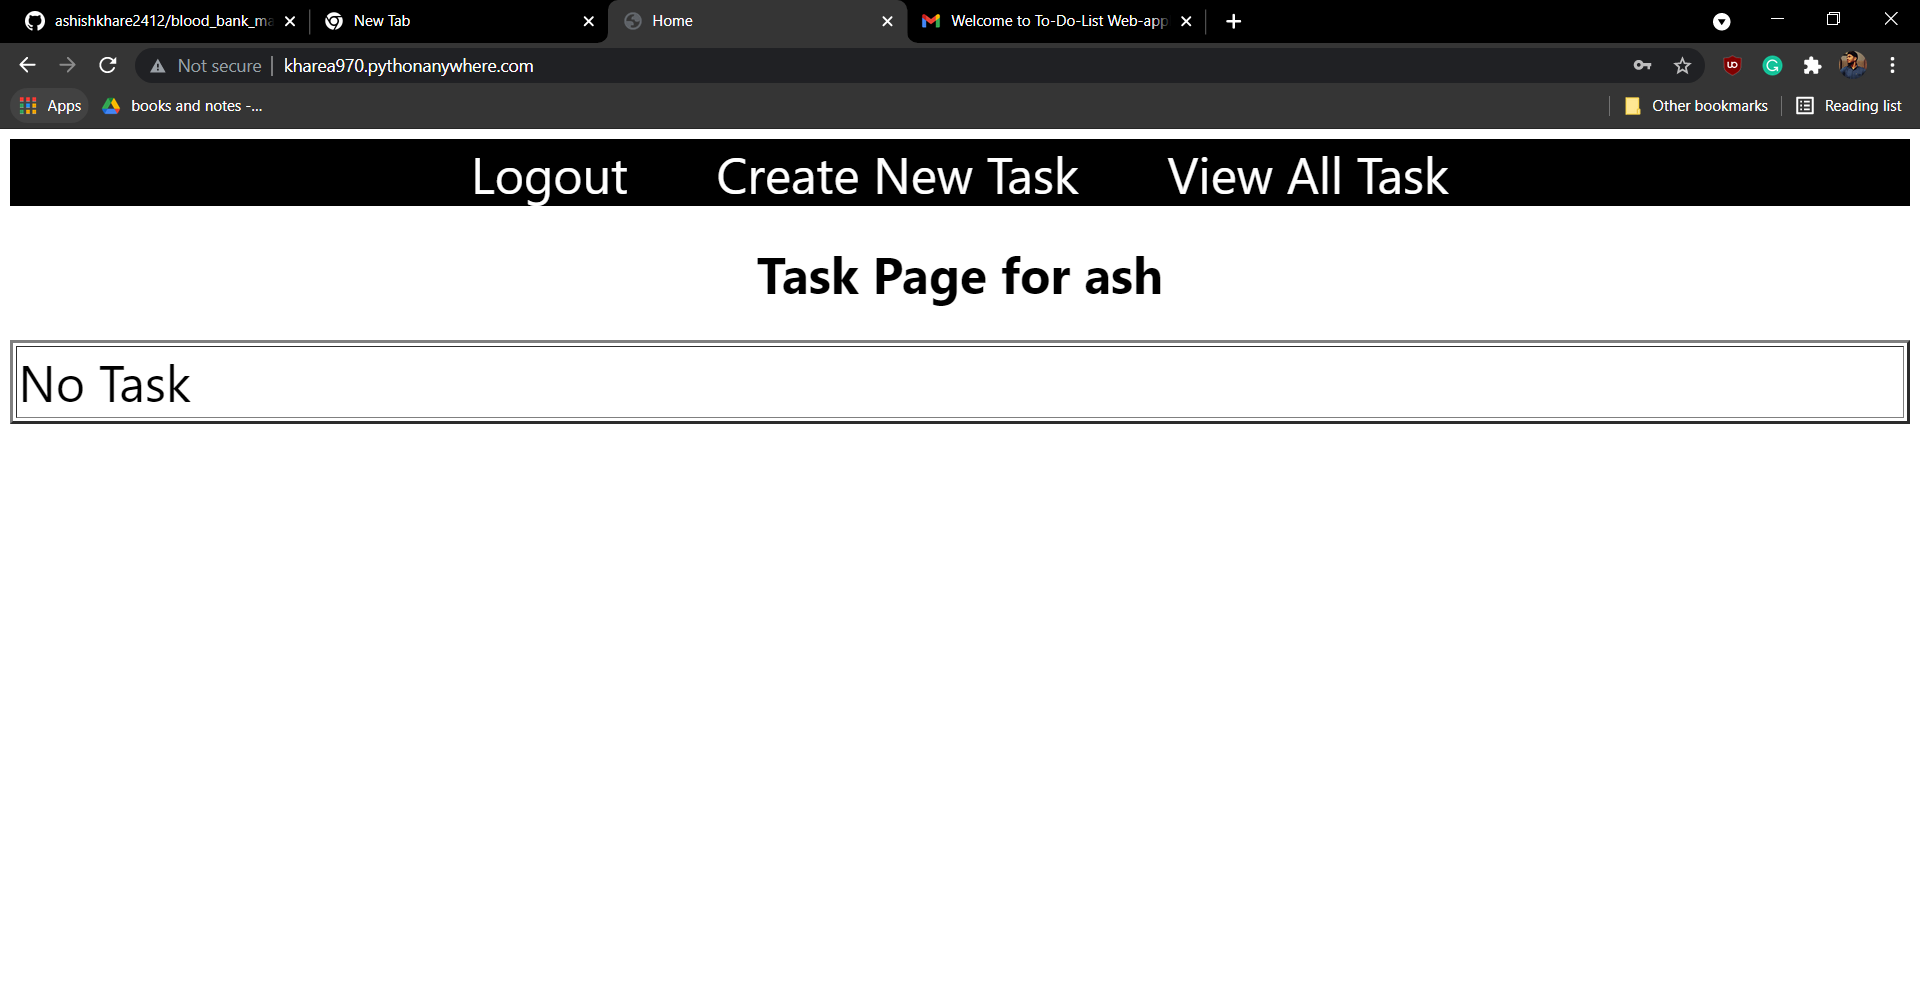 ashishkhare2412/blood_bank_ma
New Tab
Home
Welcome to To-Do-List Web-app
Not secure
kharea970.pythonanywhere.com
Apps
books and notes -...
Other bookmarks
Reading list
Logout
Create New Task
View All Task
Task Page for ash
No Task